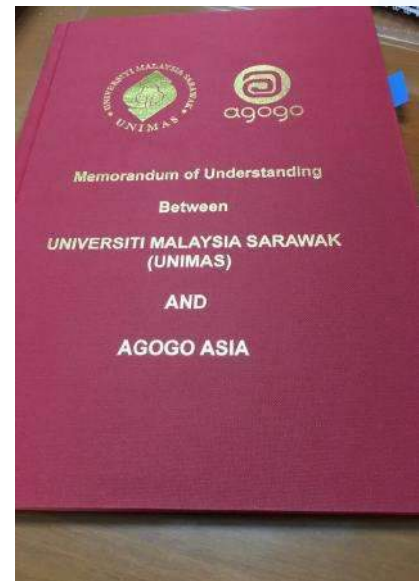 UNIVERSITI MALAYSIA SARAWAK
UNIMAS
agogo
Memorandum of Understanding
Between
UNIVERSITI MALAYSIA SARAWAK
(UNIMAS)
AND
AGOGO ASIA